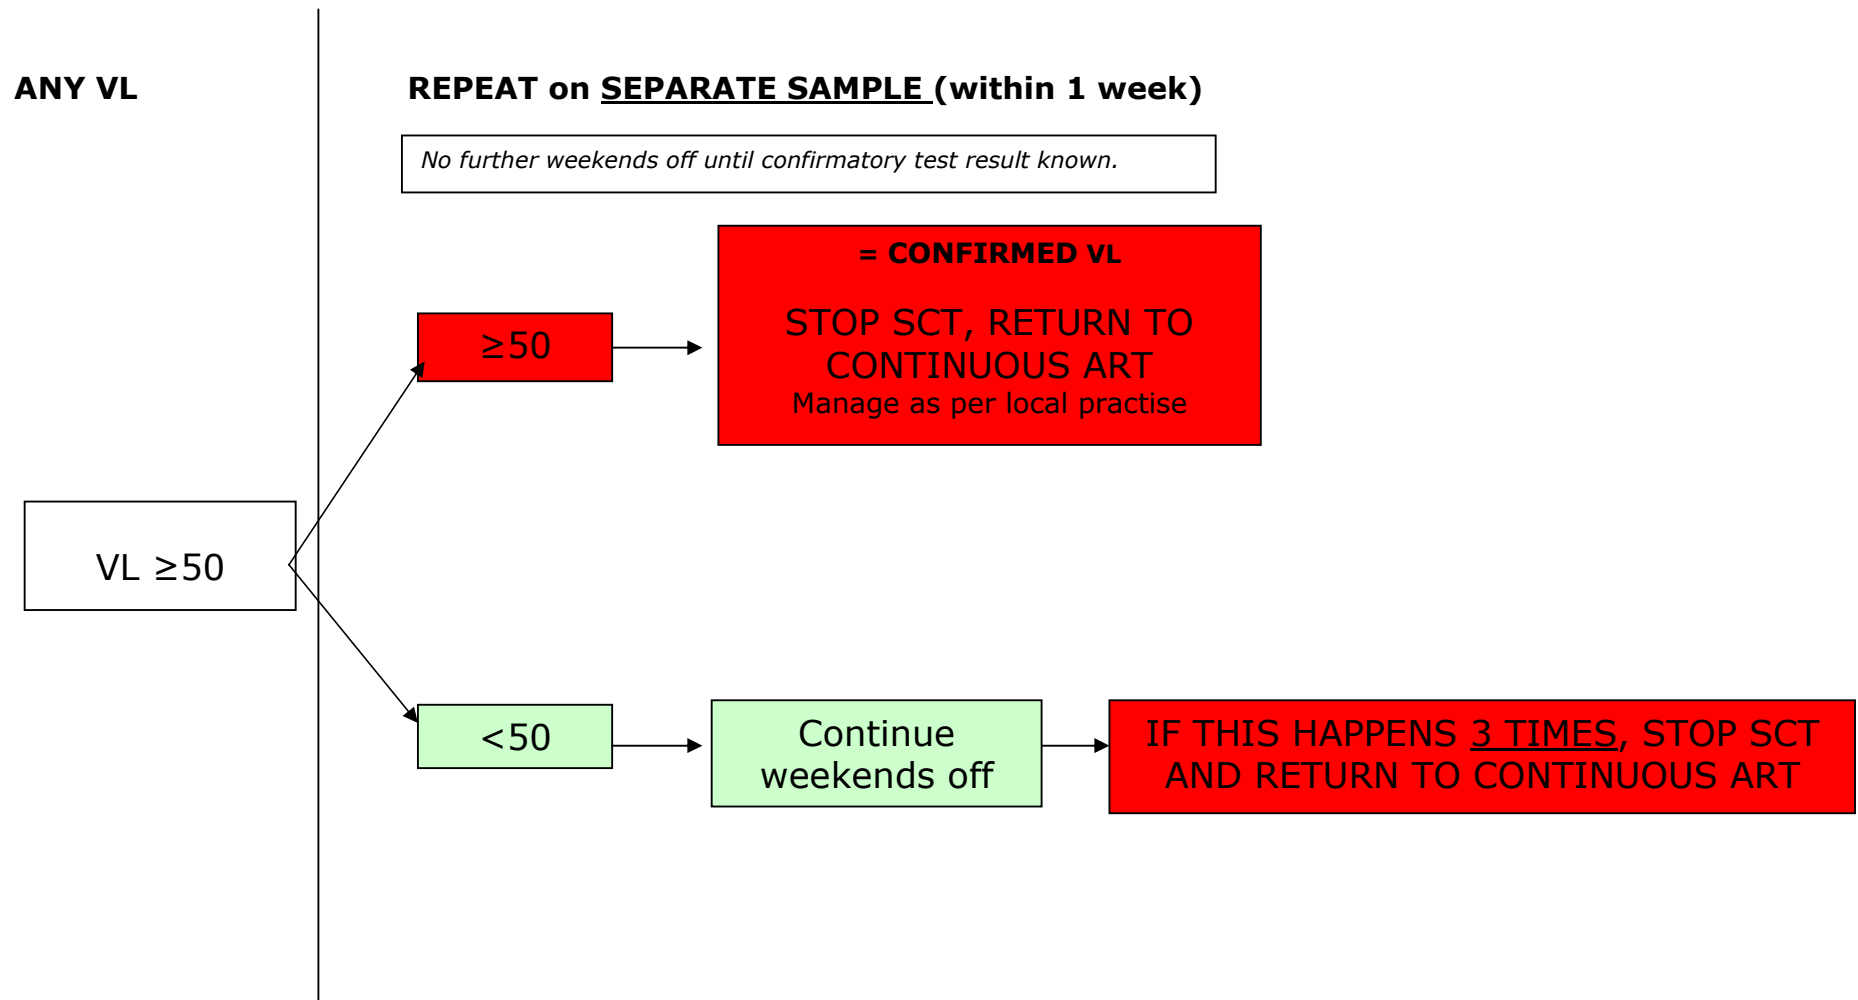 ANY VL
REPEAT on SEPARATE SAMPLE (within 1 week)
No further weekends off until confirmatory test result known.
= CONFIRMED VL
STOP SCT, RETURN TO
CONTINUOUS ART
Manage as per local practise
≥50
VL ≥50
<50
Continue
weekends off
IF THIS HAPPENS 3 TIMES, STOP SCT
AND RETURN TO CONTINUOUS ART